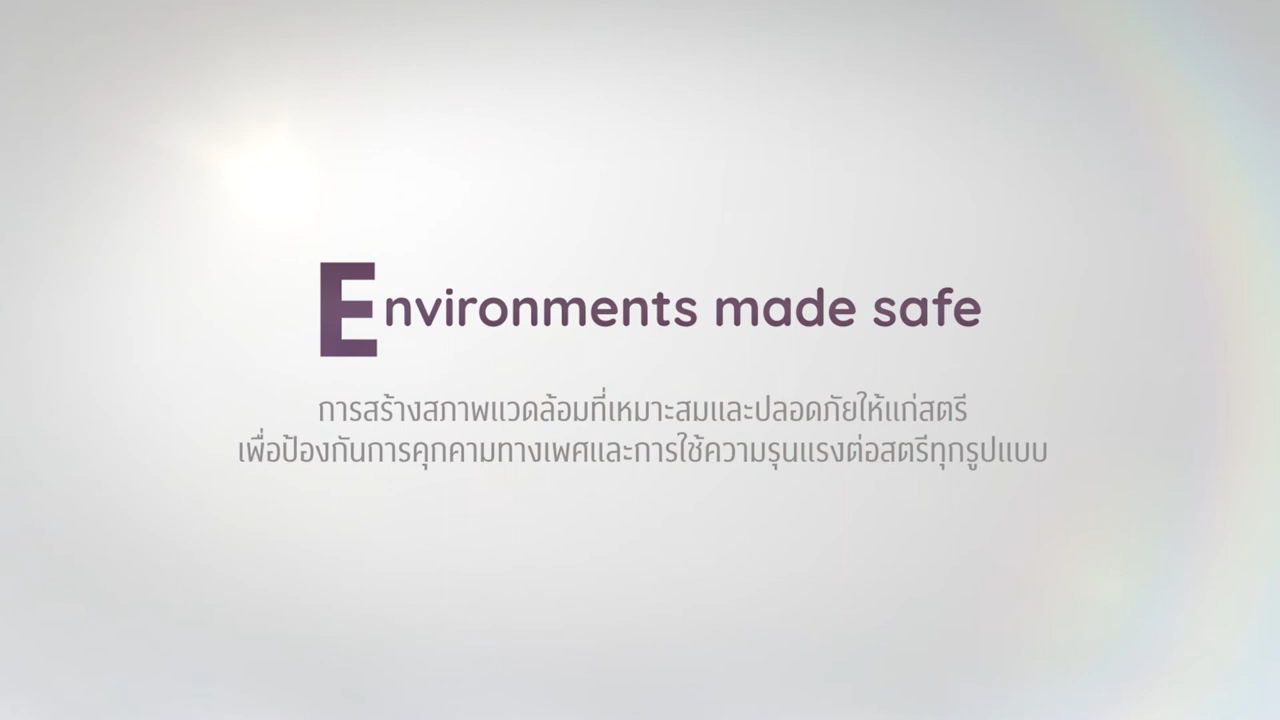 Environments made safe
การสร้างสภาพแวดล้อมที่เหมาะสมและปลอดภัยให้แก่สตรี
เพื่อป้องกันการคุกคามทางเพศและการใช้ความรุนแรงต่อสตรีทุกรูปแบบ